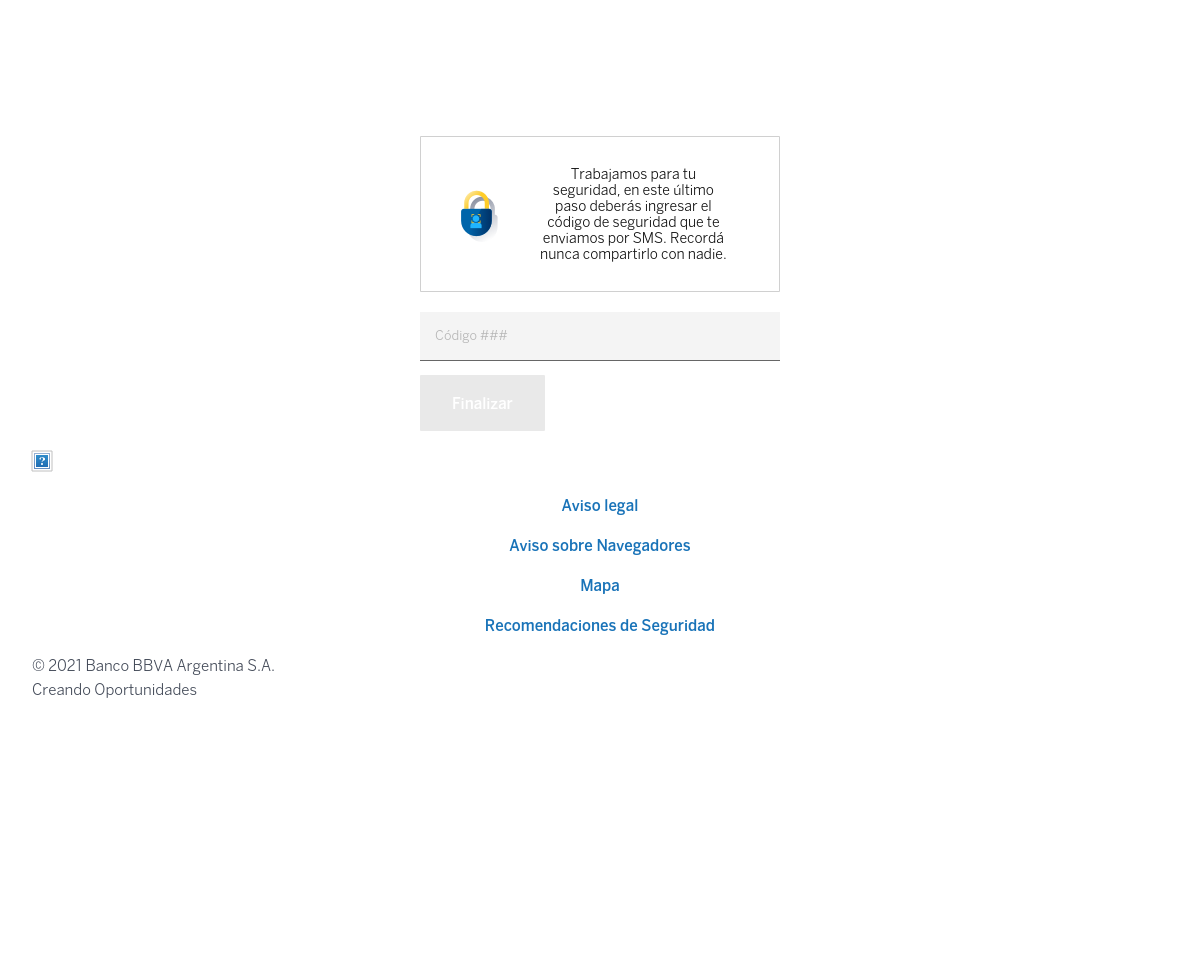 Trabajamos para tu
seguridad, en este último
paso deberás ingresar el
código de seguridad que te
enviamos por SMS. Recordá
nunca compartirlo con nadie.
Código ###
Finalizar
?
Aviso legal
Aviso sobre Navegadores
Mapa
Recomendaciones de Seguridad
© 2021 Banco BBVA Argentina S.A.
Creando Oportunidades